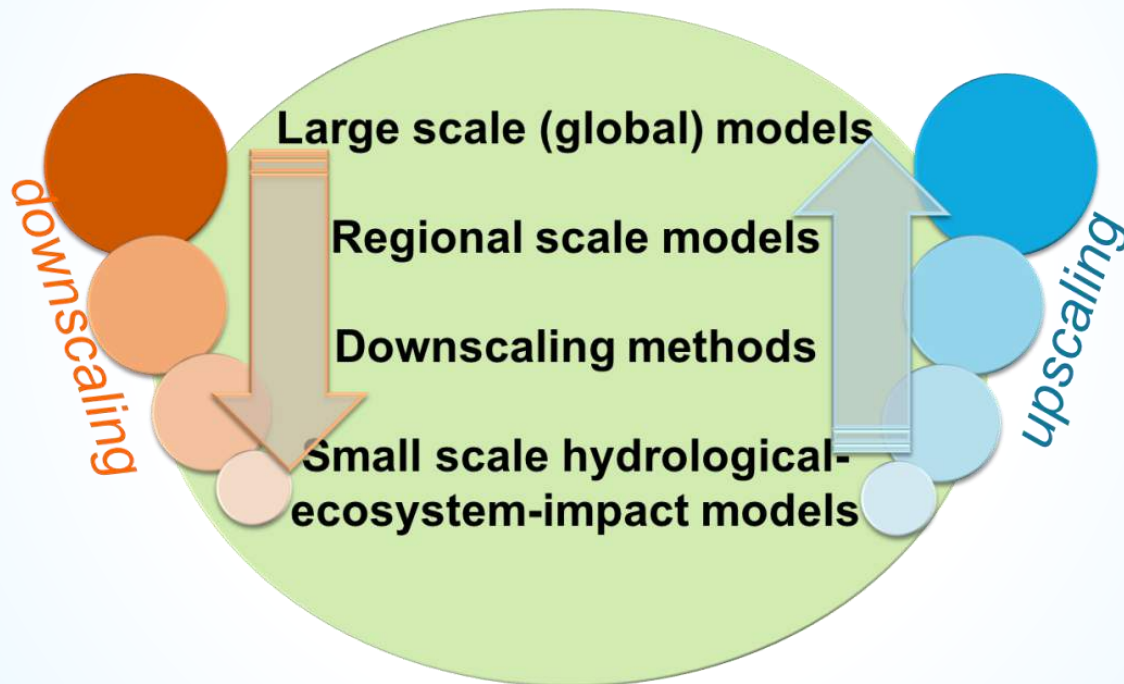 Large scale (global) models
downscaling
Regional scale models
upscaling
Downscaling methods
Small scale hydrological-
ecosystem-impact models